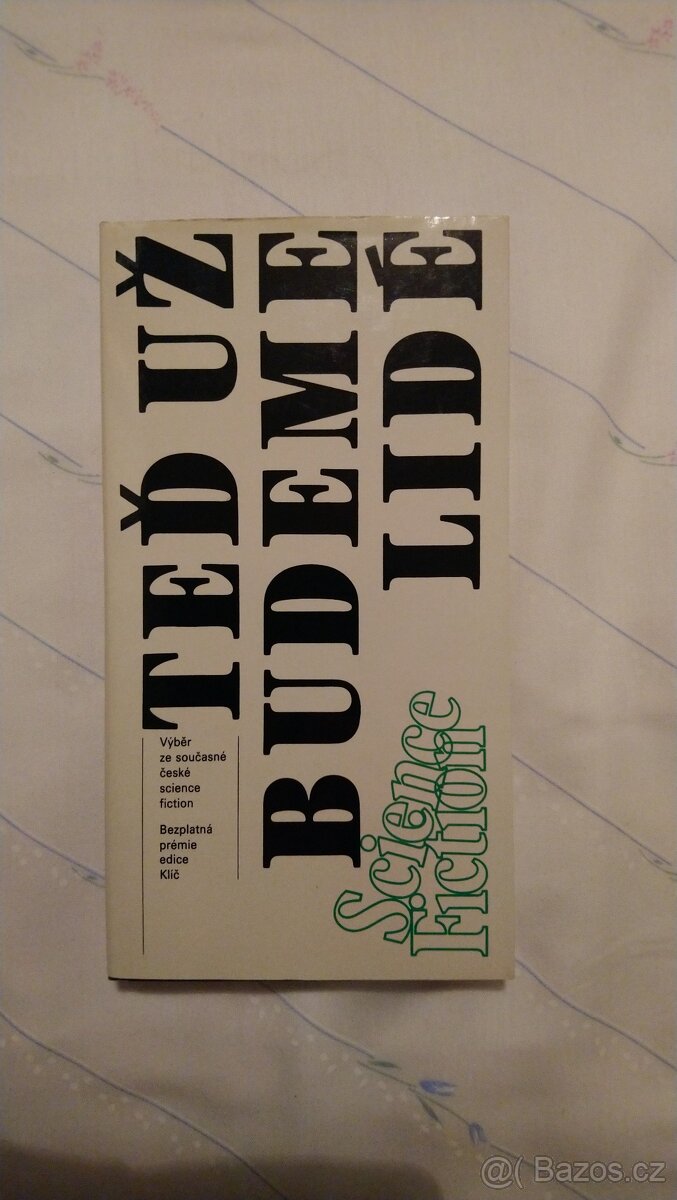 TEĎ UŽ
BUDEME
LIDÉ
Výběr
ze současné
české
science
fiction
Bezplatná
prémie
edice
Klíč
Science
Fiction
@( Bazos.cz